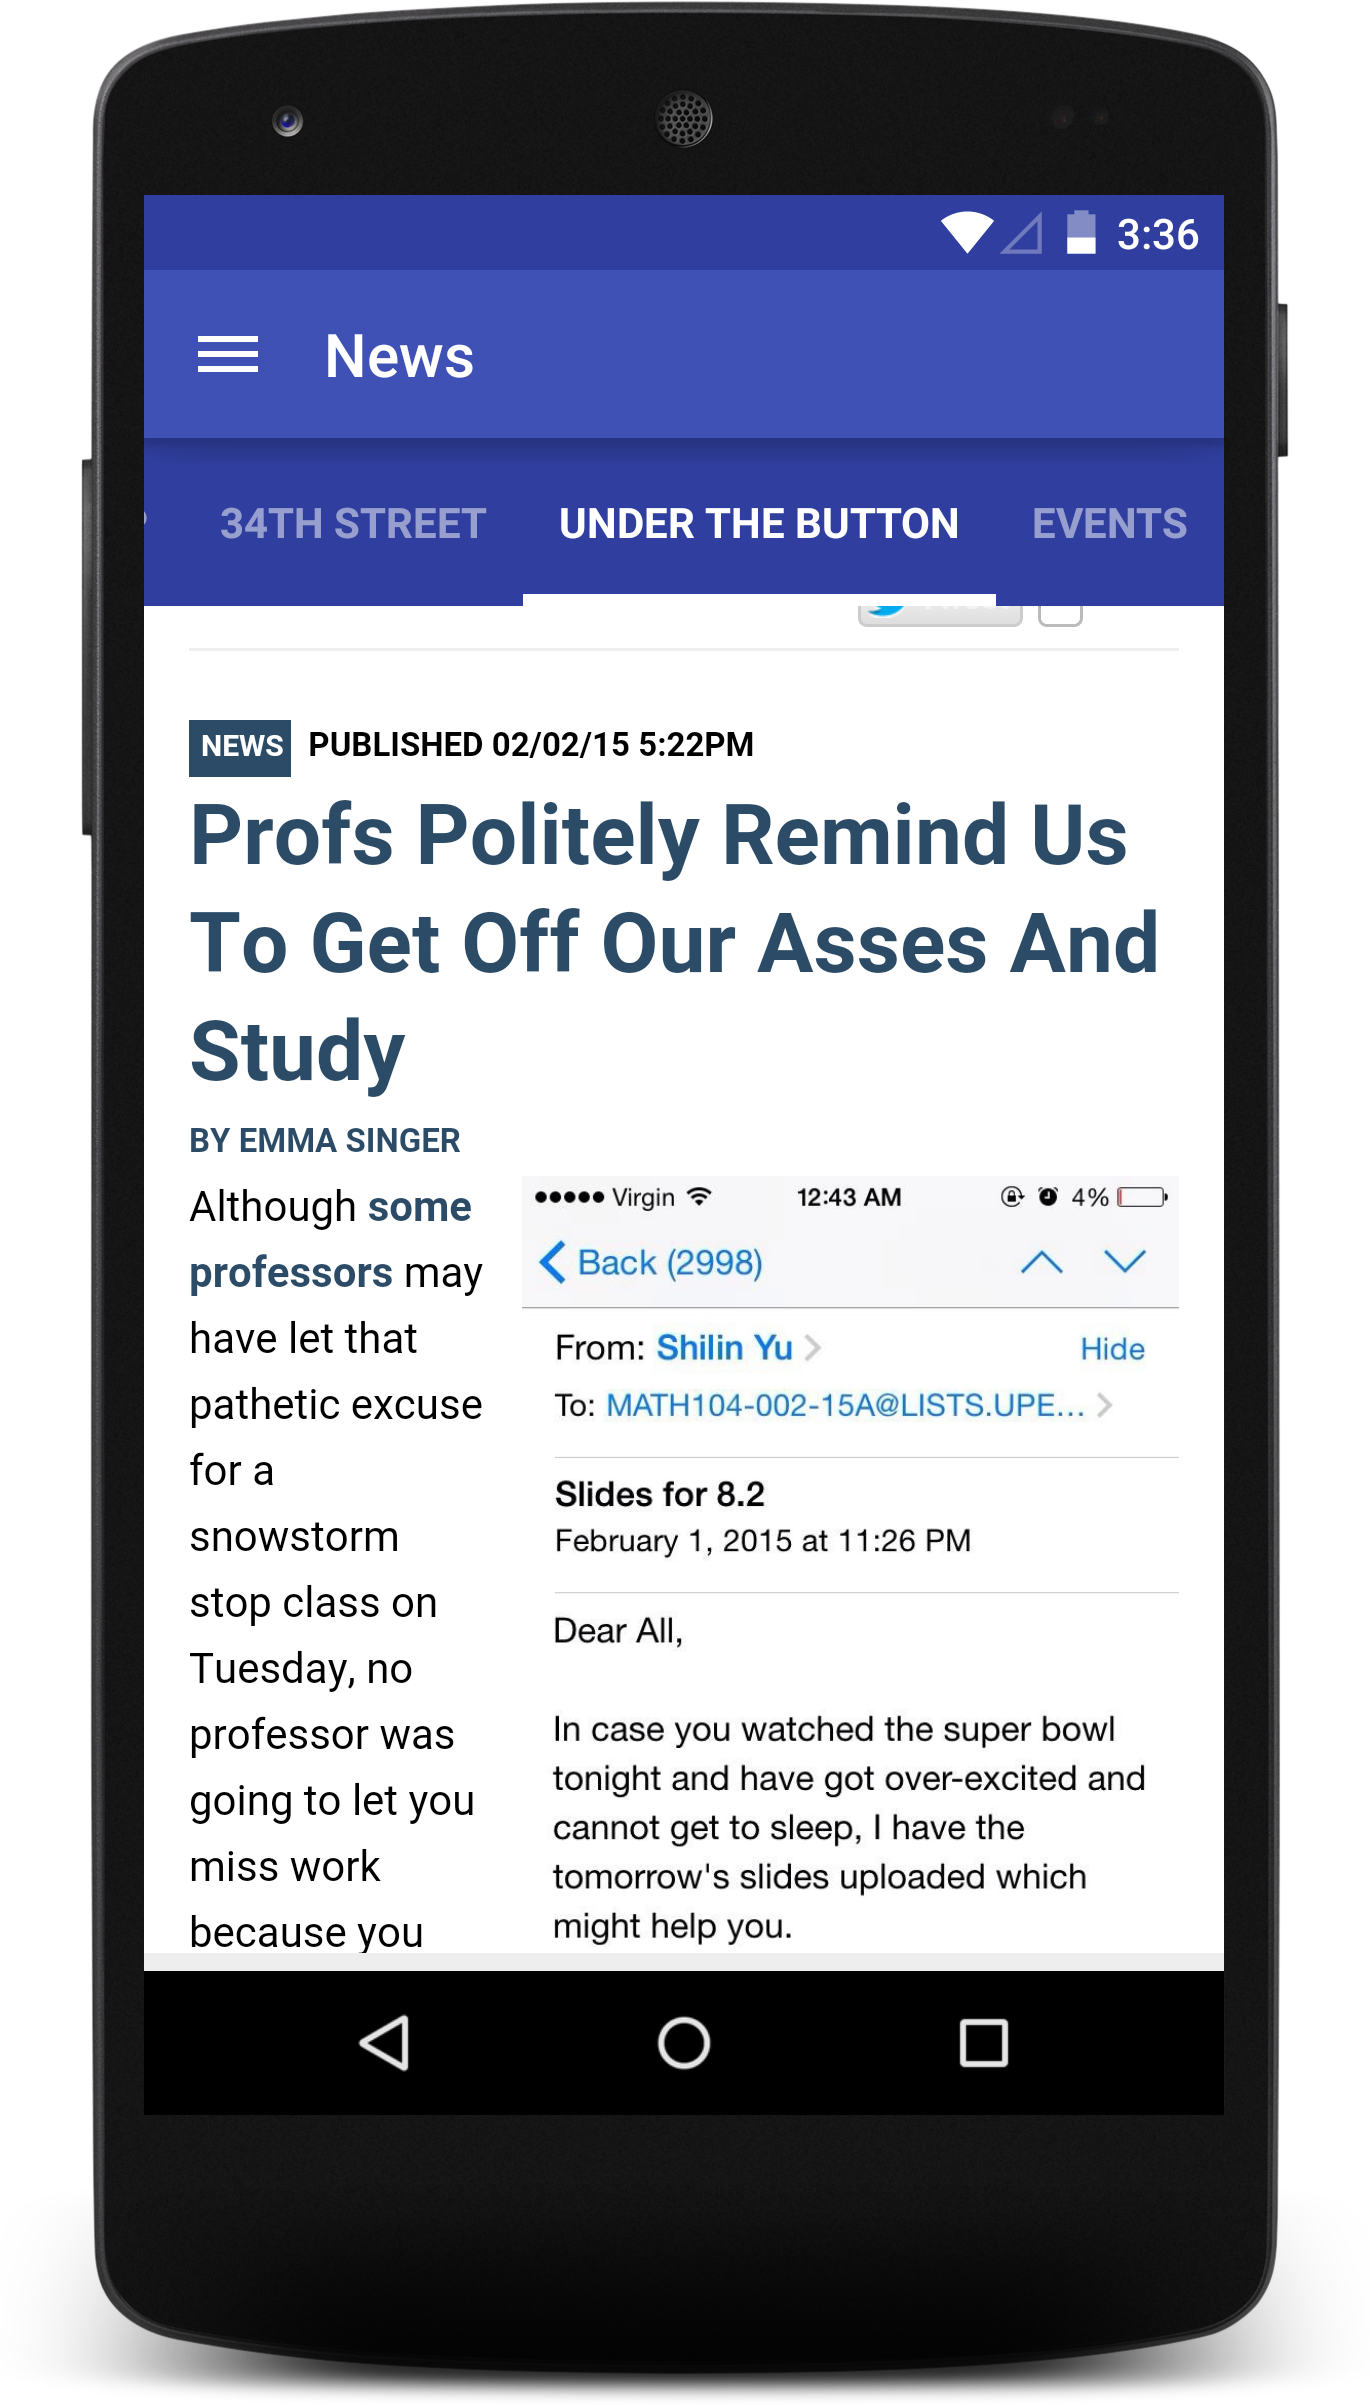 3:36
News
34TH STREET UNDER THE BUTTON EVENTS
NEWS PUBLISHED 02/02/15 5:22PM
Profs Politely Remind Us
To Get Off Our Asses And
Study
BY EMMA SINGER
Although some
professors may
have let that
pathetic excuse
for a
snowstorm
stop class on
Tuesday, no
professor was
going to let you
miss work
because you
Virgin 12:43 AM 4%
Back (2998)
From: Shilin Yu Hide
To: MATH104-002-15A@LISTS.UPE...
Slides for 8.2
February 1, 2015 at 11:26 PM
Dear All,
In case you watched the super bowl
tonight and have got over-excited and
cannot get to sleep, I have the
tomorrow's slides uploaded which
might help you.